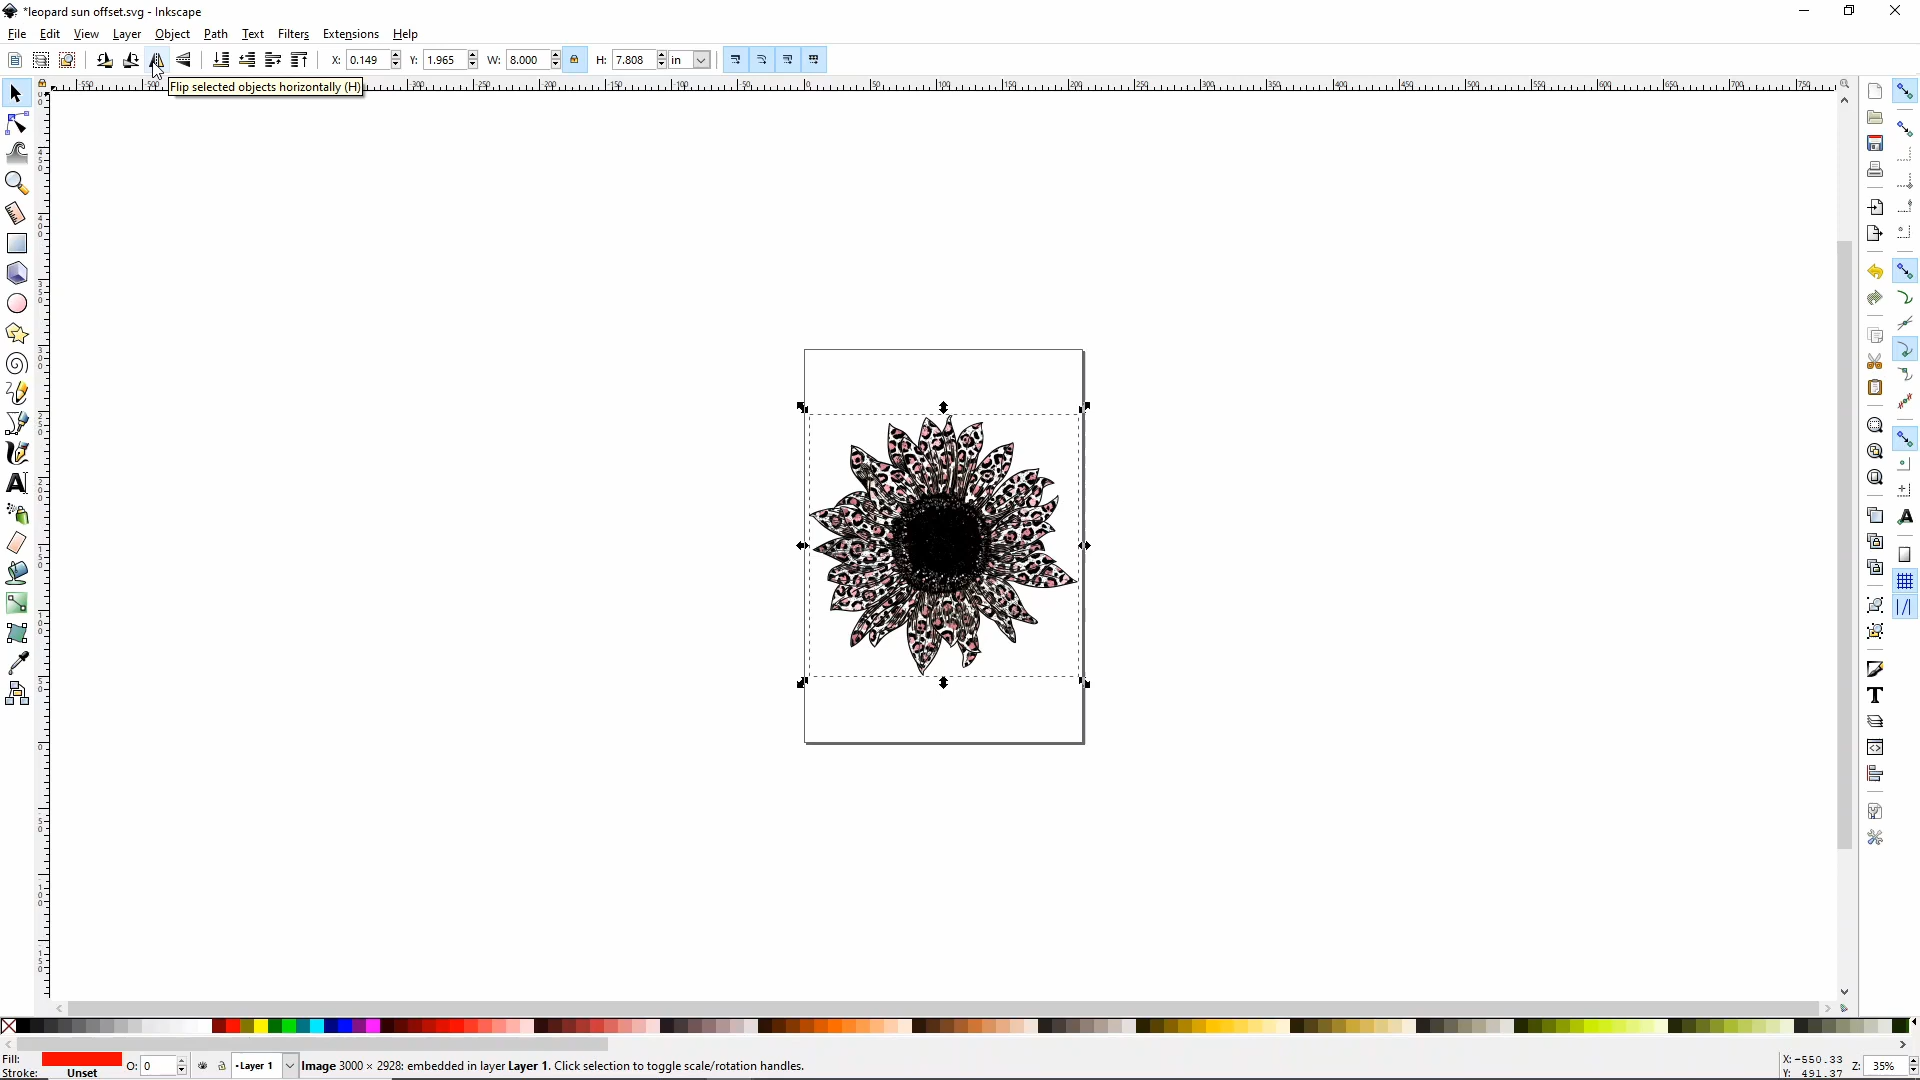 *leopard sun offset.svg - Inkscape
File Edit View Layer Object Path Text Filters Extensions Help
X: 0.149 Y: 1.965 W: 8.000 H: 7.808 in
Flip selected objects horizontally (H)
Fill:
Stroke: Unset
O: 0
•Layer 1
Image 3000 × 2928: embedded in layer Layer 1. Click selection to toggle scale/rotation handles.
X: -550.33
Y: 491.37
Z: 35%